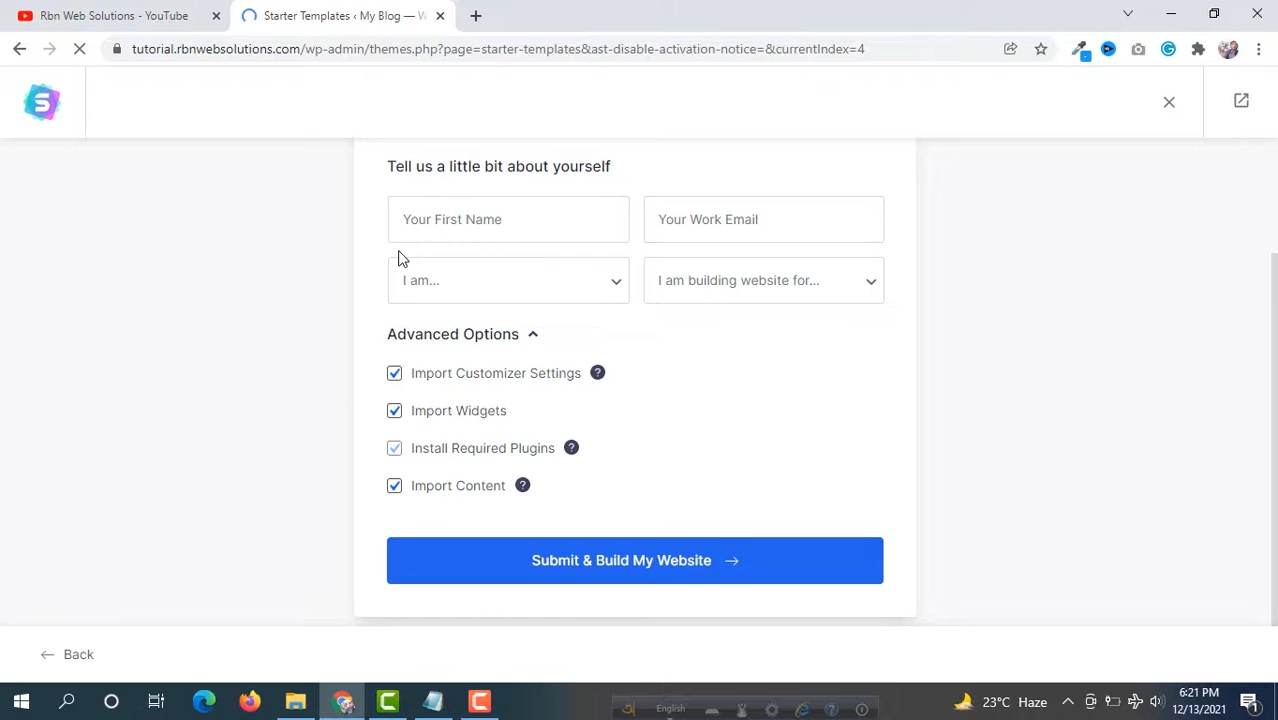 Rbn Web Solutions - YouTube
Starter Templates ‹ My Blog — W
tutorial.rbnwebsolutions.com/wp-admin/themes.php?page=starter-templates&ast-disable-activation-notice=&currentIndex=4
S
Tell us a little bit about yourself
Your First Name
Your Work Email
I am...
I am building website for...
Advanced Options
Import Customizer Settings ?
Import Widgets
Install Required Plugins ?
Import Content ?
Submit & Build My Website →
← Back
English
23°C Haze
6:21 PM
12/13/2021
1